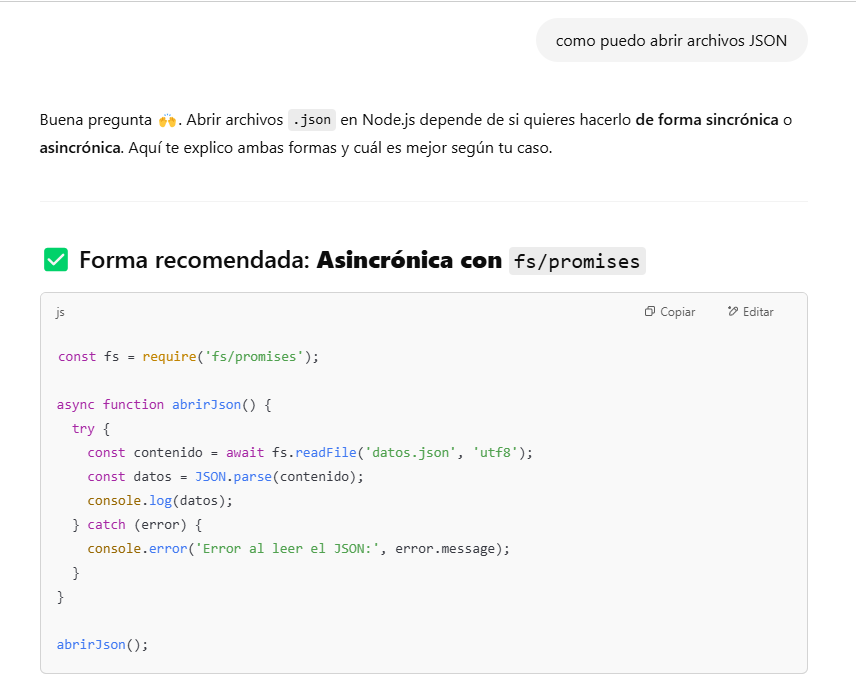 como puedo abrir archivos JSON
Buena pregunta 🙌. Abrir archivos .json en Node.js depende de si quieres hacerlo de forma sincrónica o
asincrónica. Aquí te explico ambas formas y cuál es mejor según tu caso.
✅ Forma recomendada: Asincrónica con fs/promises
js Copiar Editar
const fs = require('fs/promises');
async function abrirJson() {
  try {
    const contenido = await fs.readFile('datos.json', 'utf8');
    const datos = JSON.parse(contenido);
    console.log(datos);
  } catch (error) {
    console.error('Error al leer el JSON:', error.message);
  }
}
abrirJson();